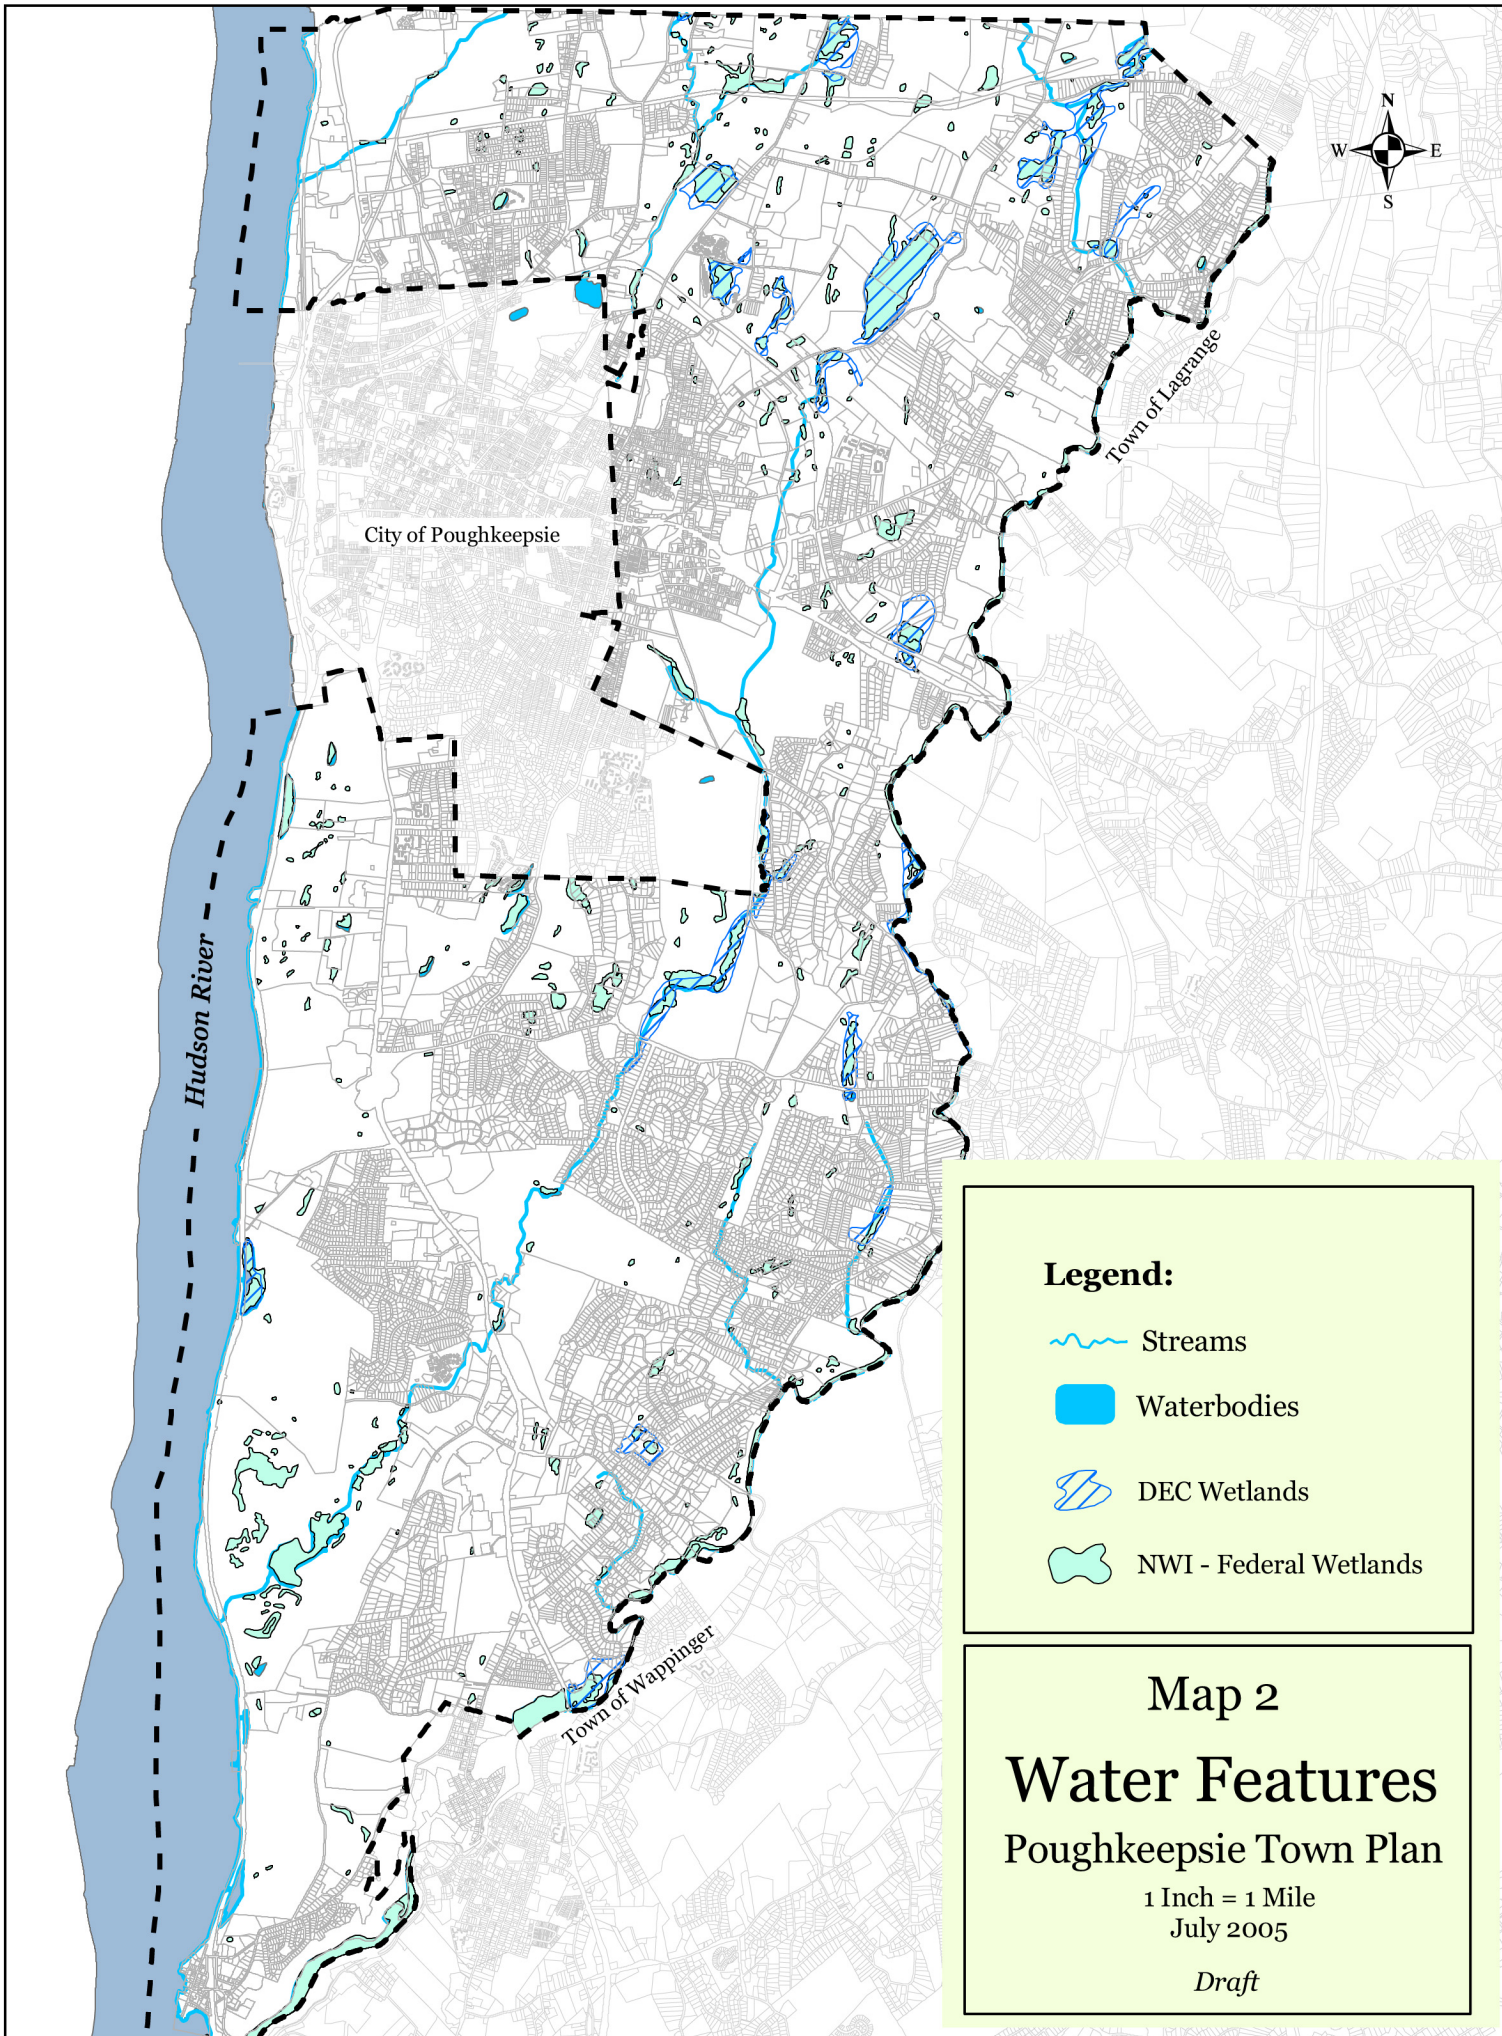 N
W E
S
Town of Lagrange
City of Poughkeepsie
Hudson River
Town of Wappinger
Legend:
Streams
Waterbodies
DEC Wetlands
NWI - Federal Wetlands
Map 2
Water Features
Poughkeepsie Town Plan
1 Inch = 1 Mile
July 2005
Draft